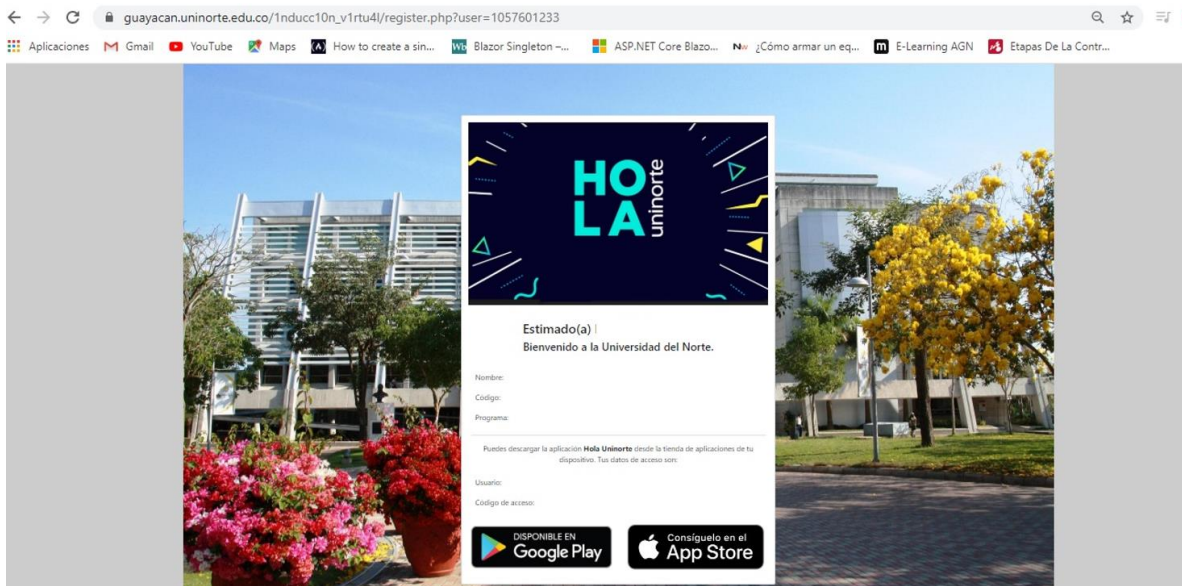 guayacan.uninorte.edu.co/1nducc10n_v1rtu4l/register.php?user=1057601233
Aplicaciones Gmail YouTube Maps How to create a sin... Blazor Singleton –... ASP.NET Core Blazo... ¿Cómo armar un eq... E-Learning AGN Etapas De La Contr...
HO
LA
uninorte
Estimado(a)
Bienvenido a la Universidad del Norte.
Nombre:
Código:
Programa:
Puedes descargar la aplicación Hola Uninorte desde la tienda de aplicaciones de tu
dispositivo. Tus datos de acceso son:
Usuario:
Código de acceso:
DISPONIBLE EN
Google Play
Consíguelo en el
App Store